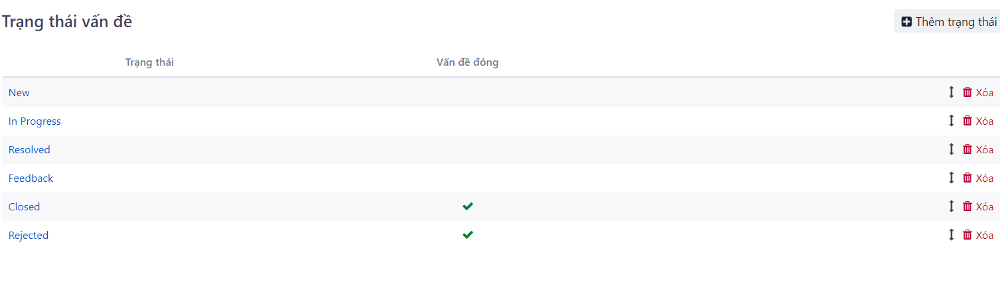 Trạng thái vấn đề
Thêm trạng thái
Trạng thái Vấn đề đóng
New Xóa
In Progress Xóa
Resolved Xóa
Feedback Xóa
Closed Xóa
Rejected Xóa